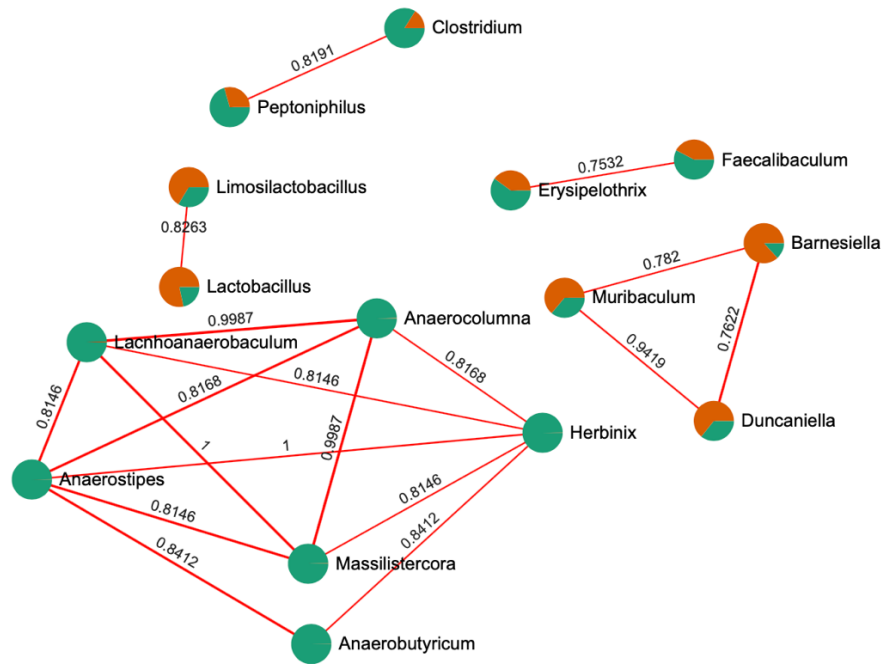 Clostridium
0.8191
Peptoniphilus
Limosilactobacillus
0.8263
Lactobacillus
0.7532
Faecalibaculum
Erysipelothrix
Barnesiella
0.782
Muribaculum
0.7622
0.9419
Duncaniella
0.9987
Anaerocolumna
Lacnhoanaerobaculum
0.8146
0.8168
0.8146
0.8168
Herbinix
1
1
0.9987
Anaerostipes
0.8146
0.8146
0.8412
0.8412
Massilistercora
Anaerobutyricum